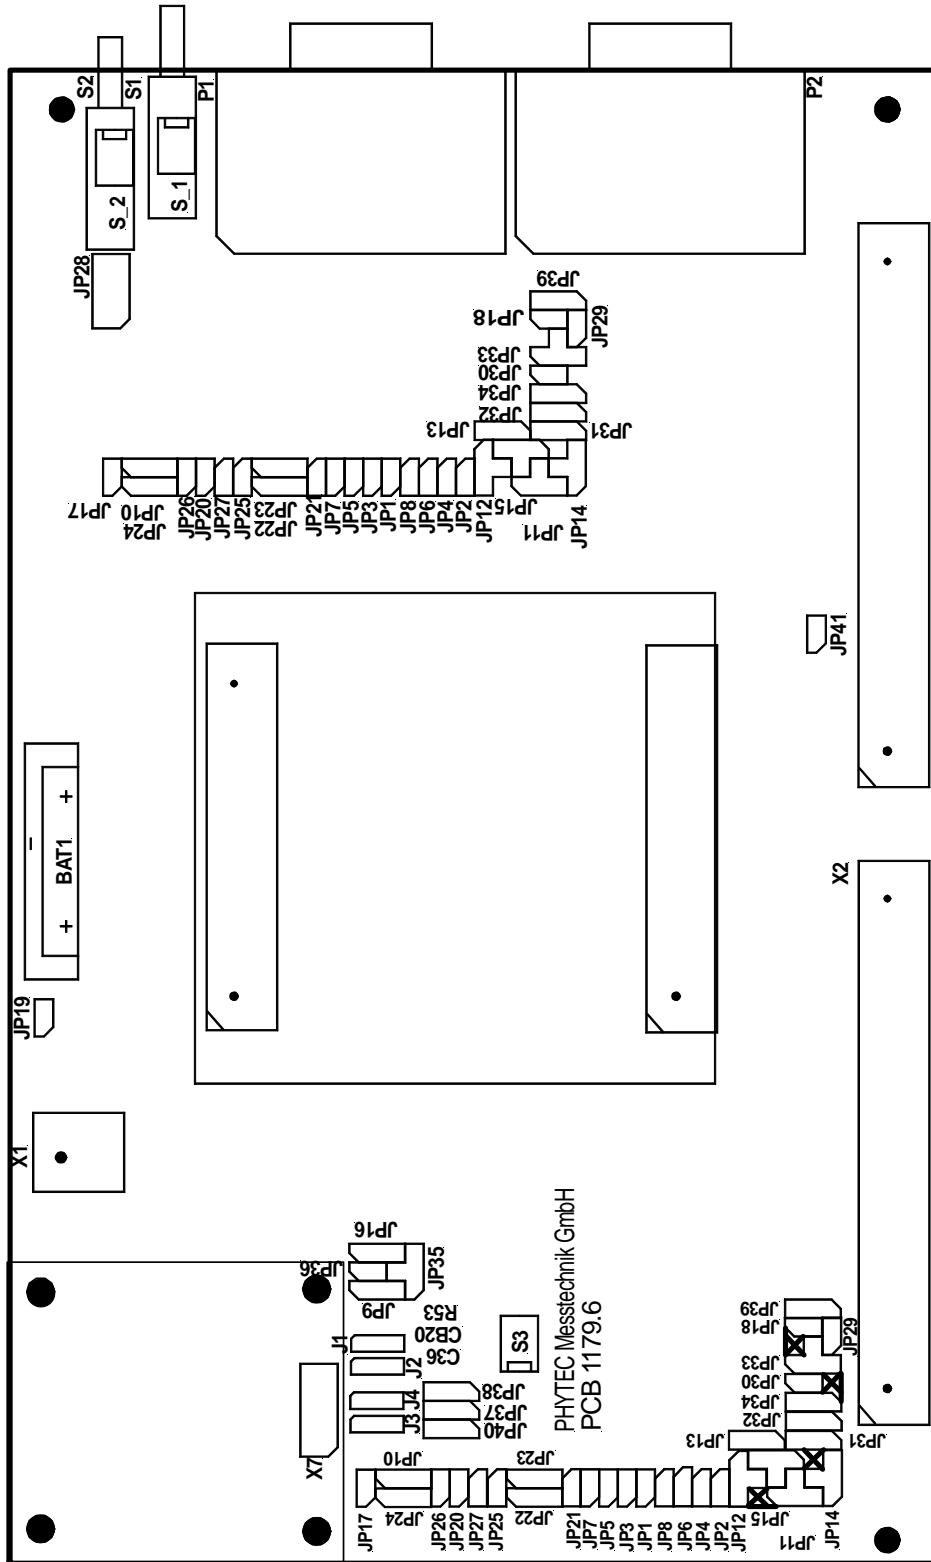 S2
S1
P1
P2
S_2
S_1
JP28
JP39
JP18
JP29
JP33
JP30
JP34
JP32
JP13
JP31
JP17
JP10
JP24
JP26
JP20
JP27
JP25
JP23
JP22
JP21
JP7
JP5
JP3
JP1
JP8
JP6
JP4
JP2
JP12
JP15
JP11
JP14
JP41
-
+
BAT1
+
X2
JP19
X1
JP16
JP36
JP35
JP9
R53
CB20
C36
J1
J2
J4
J3
S3
PHYTEC Messtechnik GmbH
PCB 1179.6
JP38
JP37
JP40
X7
JP39
JP18
JP29
JP33
JP30
JP34
JP32
JP13
JP31
JP10
JP23
JP17
JP24
JP26
JP20
JP27
JP25
JP22
JP21
JP7
JP5
JP3
JP1
JP8
JP6
JP4
JP2
JP12
JP15
JP11
JP14